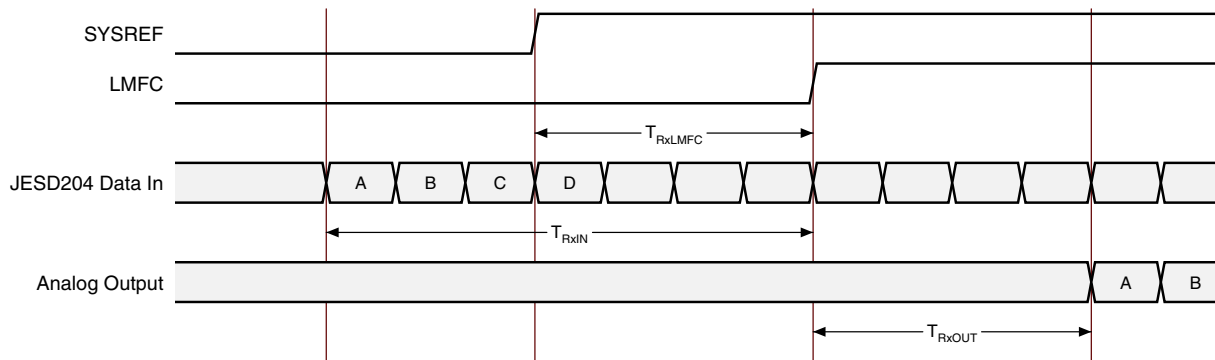 SYSREF
LMFC
T_RxLMFC
JESD204 Data In A B C D
T_RxIN
Analog Output A B
T_RxOUT